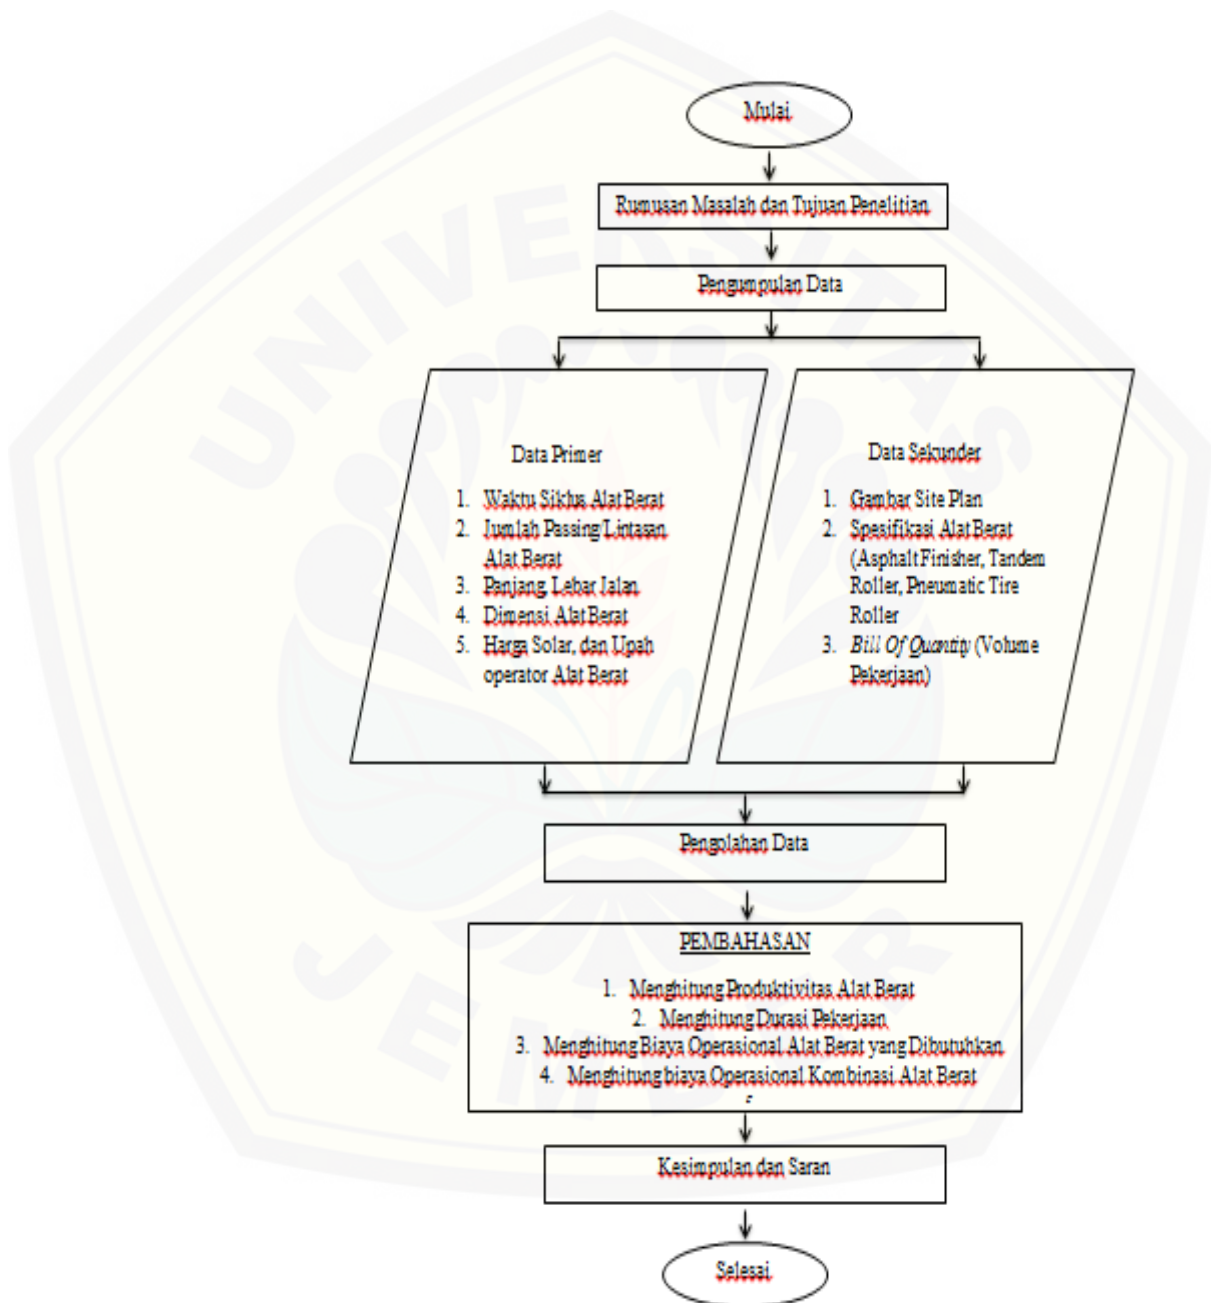 Mulai
Rumusan Masalah dan Tujuan Penelitian
Pengumpulan Data
Data Primer
1. Waktu Siklus Alat Berat
2. Jumlah Passing/Lintasan
Alat Berat
3. Panjang, Lebar Jalan
4. Dimensi Alat Berat
5. Harga Solar, dan Upah
operator Alat Berat
Data Sekunder
1. Gambar Site Plan
2. Spesifikasi Alat Berat
(Asphalt Finisher, Tandem
Roller, Pneumatic Tire
Roller
3. Bill Of Quantity (Volume
Pekerjaan)
Pengolahan Data
PEMBAHASAN
1. Menghitung Produktivitas Alat Berat
2. Menghitung Durasi Pekerjaan
3. Menghitung Biaya Operasional Alat Berat yang Dibutuhkan
4. Menghitung biaya Operasional Kombinasi Alat Berat
Kesimpulan dan Saran
Selesai
UNIVERSITAS
JEMBER